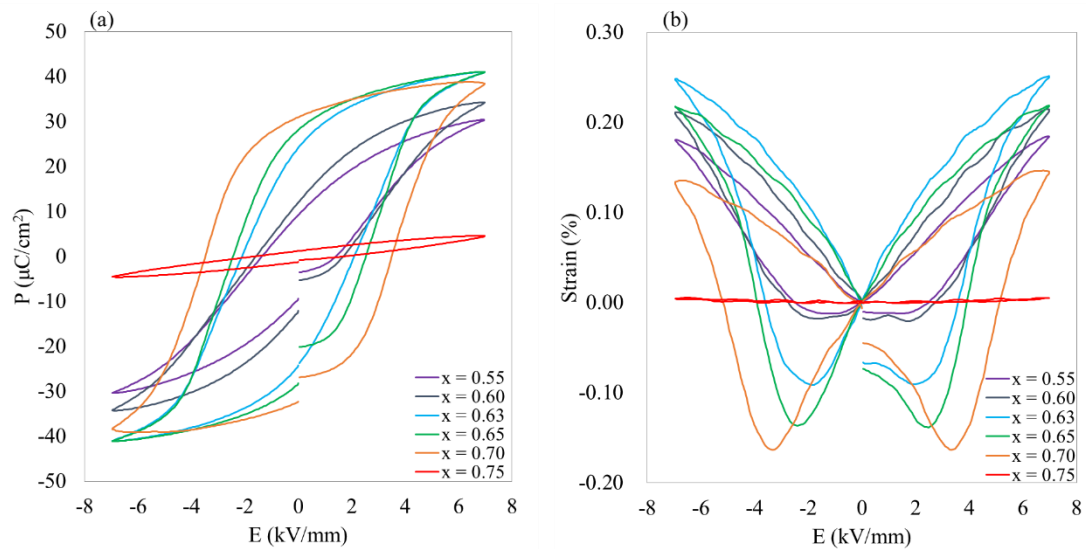 (a)
50
40
30
20
10
0
-10
-20
-30
-40
-50
P (µC/cm²)
-8 -6 -4 -2 0 2 4 6 8
E (kV/mm)
x = 0.55
x = 0.60
x = 0.63
x = 0.65
x = 0.70
x = 0.75
(b)
0.30
0.20
0.10
0.00
-0.10
-0.20
Strain (%)
-8 -6 -4 -2 0 2 4 6 8
E (kV/mm)
x = 0.55
x = 0.60
x = 0.63
x = 0.65
x = 0.70
x = 0.75